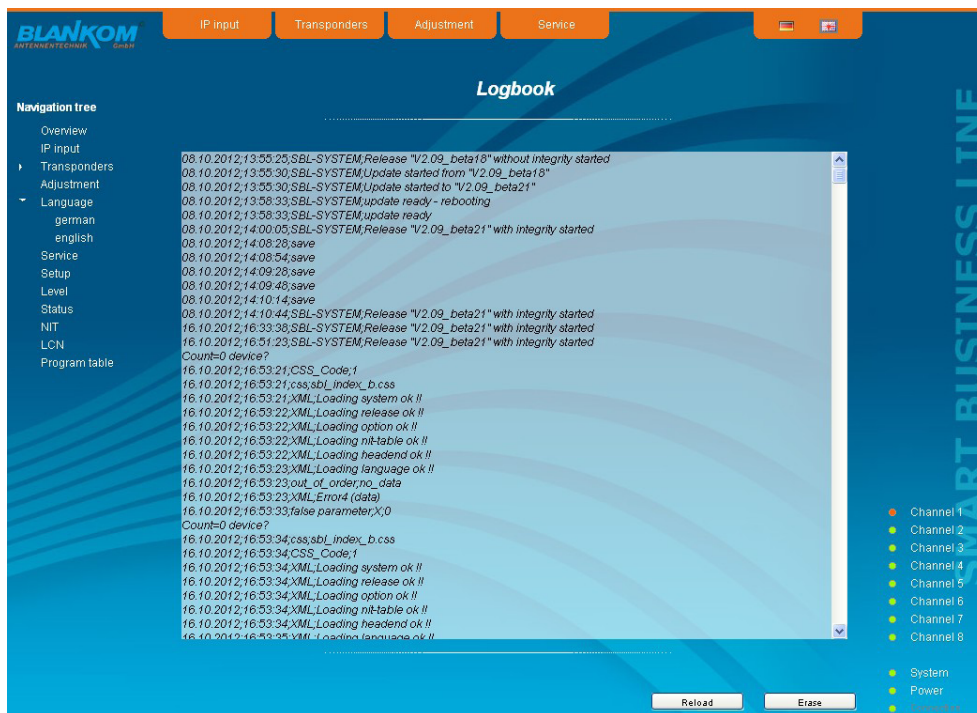 BLANKOM
ANTENNENTECHNIK GmbH
IP input
Transponders
Adjustment
Service
Logbook
Navigation tree
Overview
IP input
Transponders
Adjustment
Language
german
english
Service
Setup
Level
Status
NIT
LCN
Program table
08.10.2012;13:55:25;SBL-SYSTEM;Release "V2.09_beta18" without integrity started
08.10.2012;13:55:30;SBL-SYSTEM;Update started from "V2.09_beta18"
08.10.2012;13:55:30;SBL-SYSTEM;Update started to "V2.09_beta21"
08.10.2012;13:58:33;SBL-SYSTEM;update ready - rebooting
08.10.2012;13:58:33;SBL-SYSTEM;update ready
08.10.2012;14:00:05;SBL-SYSTEM;Release "V2.09_beta21" with integrity started
08.10.2012;14:08:28;save
08.10.2012;14:08:54;save
08.10.2012;14:09:28;save
08.10.2012;14:09:48;save
08.10.2012;14:10:14;save
08.10.2012;14:10:44;SBL-SYSTEM;Release "V2.09_beta21" with integrity started
16.10.2012;16:33:38;SBL-SYSTEM;Release "V2.09_beta21" with integrity started
16.10.2012;16:51:23;SBL-SYSTEM;Release "V2.09_beta21" with integrity started
Count=0 device?
16.10.2012;16:53:21;CSS_Code;1
16.10.2012;16:53:21;css;sbl_index_b.css
16.10.2012;16:53:21;XML;Loading system ok !!
16.10.2012;16:53:22;XML;Loading release ok !!
16.10.2012;16:53:22;XML;Loading option ok !!
16.10.2012;16:53:22;XML;Loading nit-table ok !!
16.10.2012;16:53:22;XML;Loading headend ok !!
16.10.2012;16:53:23;XML;Loading language ok !!
16.10.2012;16:53:23;out_of_order;no_data
16.10.2012;16:53:23;XML;Error4 (data)
16.10.2012;16:53:33;false parameter;X;0
Count=0 device?
16.10.2012;16:53:34;css;sbl_index_b.css
16.10.2012;16:53:34;CSS_Code;1
16.10.2012;16:53:34;XML;Loading system ok !!
16.10.2012;16:53:34;XML;Loading release ok !!
16.10.2012;16:53:34;XML;Loading option ok !!
16.10.2012;16:53:34;XML;Loading nit-table ok !!
16.10.2012;16:53:34;XML;Loading headend ok !!
16.10.2012;16:53:35;XML;Loading language ok !!
Reload
Erase
SMART BUSINESS LINE
Channel 1
Channel 2
Channel 3
Channel 4
Channel 5
Channel 6
Channel 7
Channel 8
System
Power